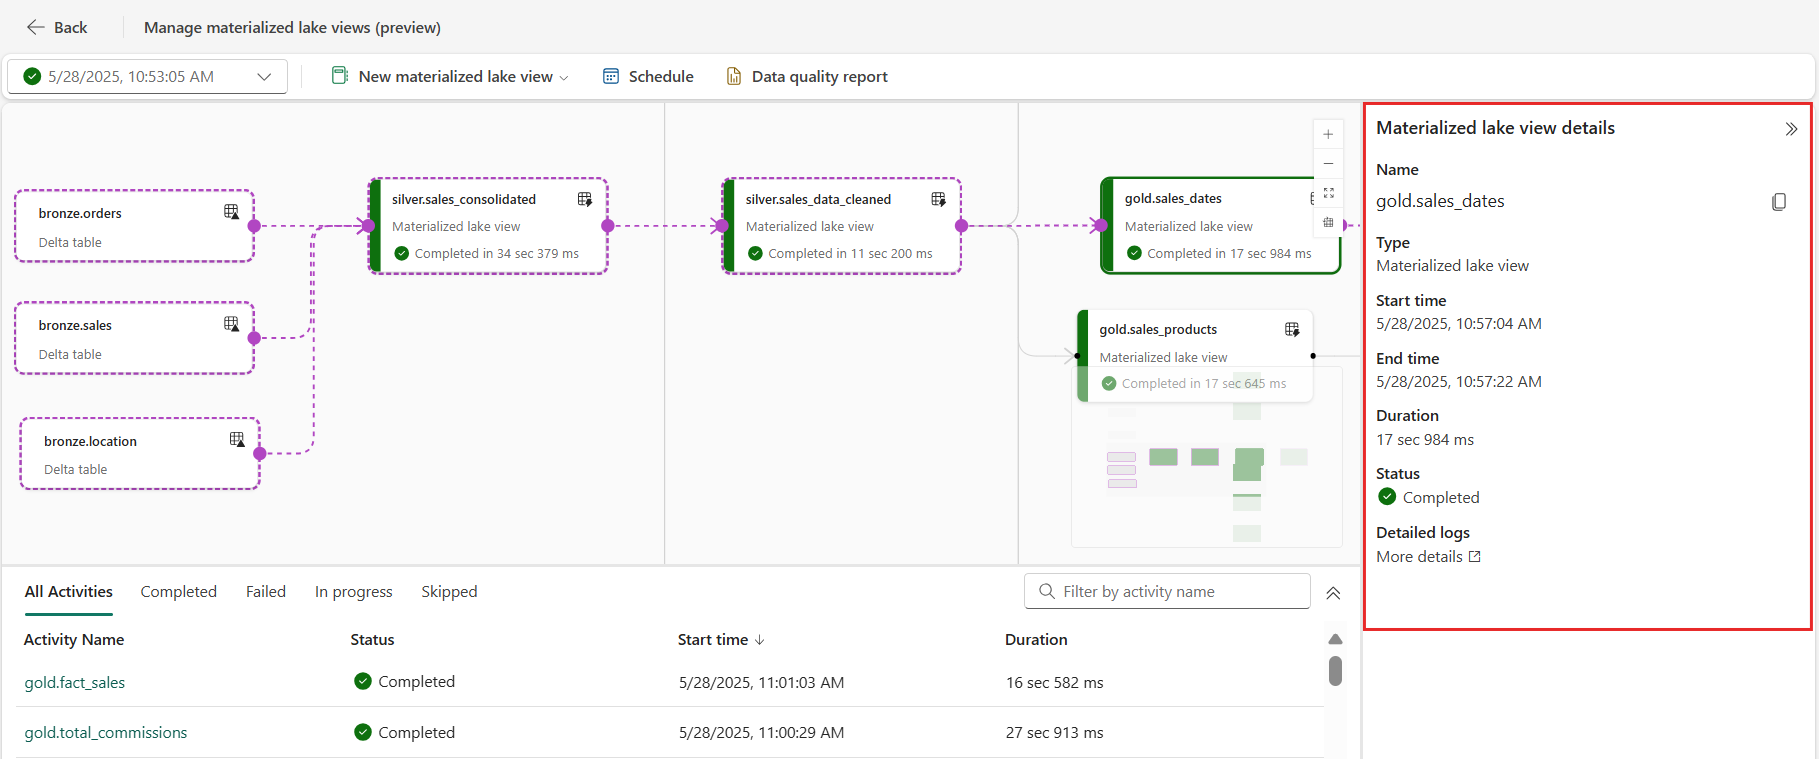 Back
Manage materialized lake views (preview)
5/28/2025, 10:53:05 AM
New materialized lake view
Schedule
Data quality report
bronze.orders
Delta table
bronze.sales
Delta table
bronze.location
Delta table
silver.sales_consolidated
Materialized lake view
Completed in 34 sec 379 ms
silver.sales_data_cleaned
Materialized lake view
Completed in 11 sec 200 ms
gold.sales_dates
Materialized lake view
Completed in 17 sec 984 ms
gold.sales_products
Materialized lake view
Completed in 17 sec 645 ms
Materialized lake view details
Name
gold.sales_dates
Type
Materialized lake view
Start time
5/28/2025, 10:57:04 AM
End time
5/28/2025, 10:57:22 AM
Duration
17 sec 984 ms
Status
Completed
Detailed logs
More details
All Activities
Completed
Failed
In progress
Skipped
Filter by activity name
Activity Name
Status
Start time
Duration
gold.fact_sales
Completed
5/28/2025, 11:01:03 AM
16 sec 582 ms
gold.total_commissions
Completed
5/28/2025, 11:00:29 AM
27 sec 913 ms